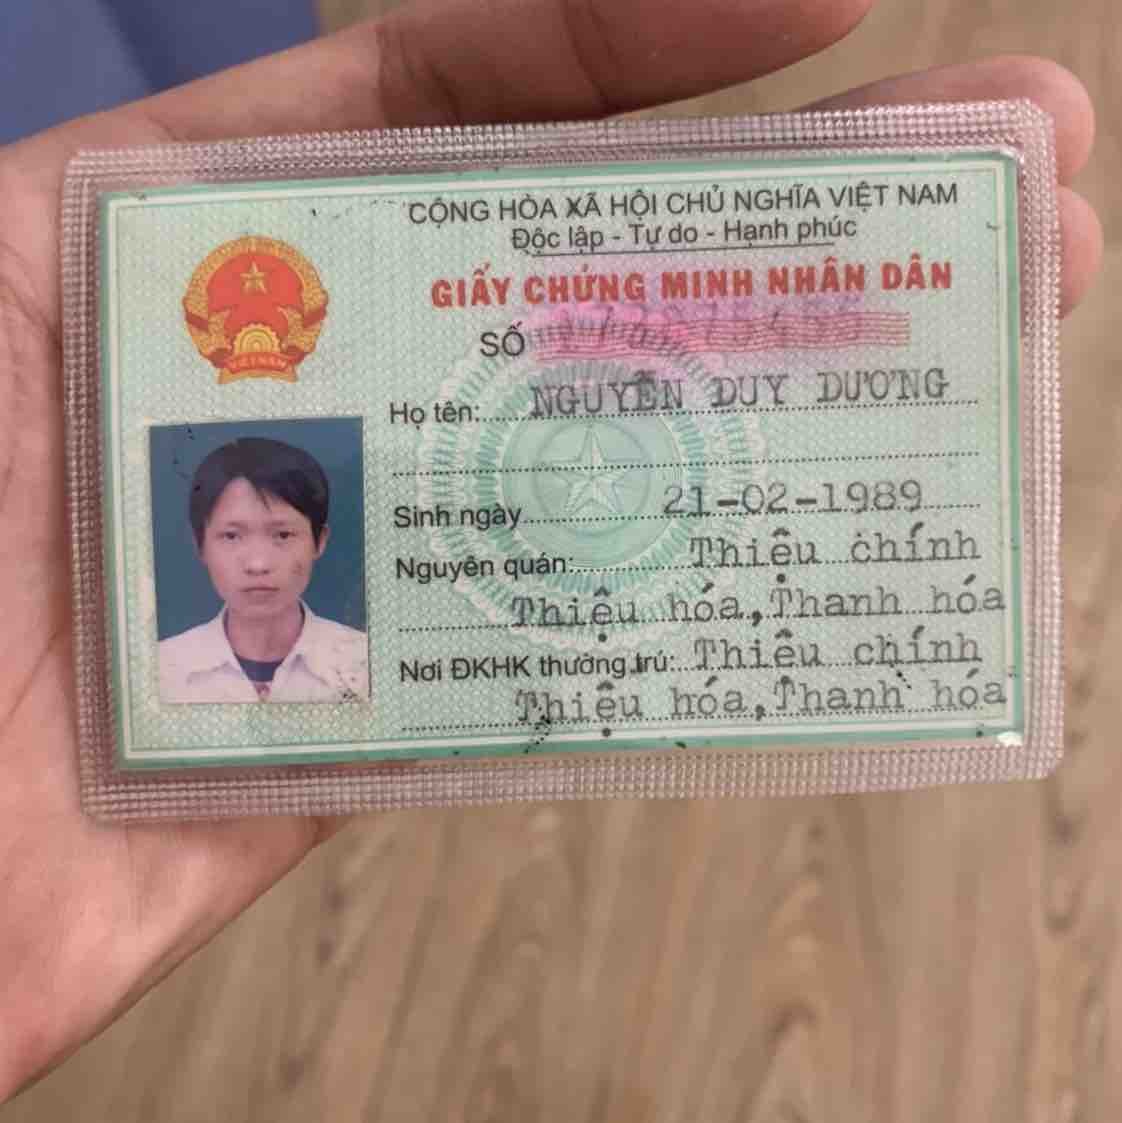 CỘNG HÒA XÃ HỘI CHỦ NGHĨA VIỆT NAM
Độc lập - Tự do - Hạnh phúc
GIẤY CHỨNG MINH NHÂN DÂN
SỐ
VIETNAM
Họ tên: NGUYỄN DUY DƯƠNG
Sinh ngày 21-02-1989
Nguyên quán: Thiệu chính
Thiệu hóa, Thanh hóa
Nơi ĐKHK thường trú: Thiệu chính
Thiệu hóa, Thanh hóa